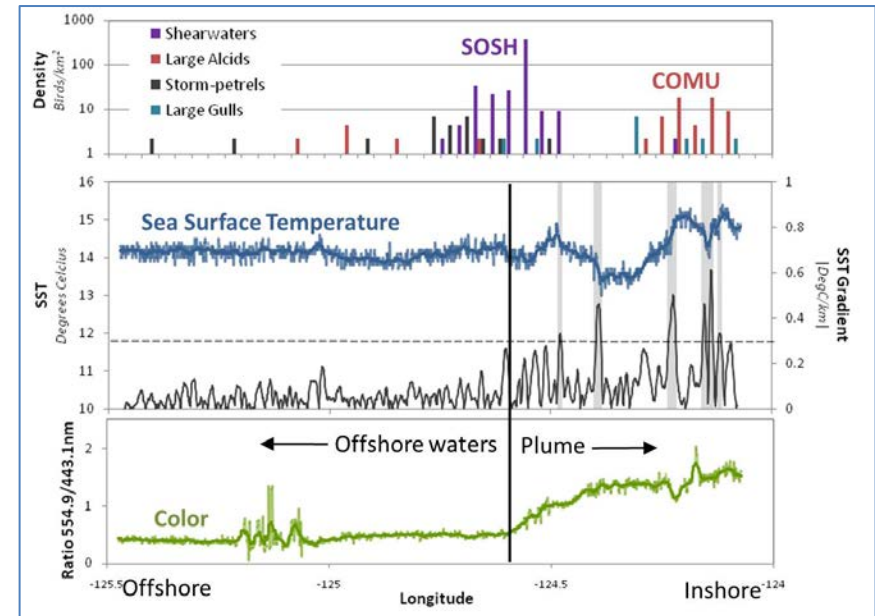 1000
100
10
1
Density
Birds/km²
Shearwaters
Large Alcids
Storm-petrels
Large Gulls
SOSH
COMU
16
15
14
13
12
11
10
SST
Degrees Celcius
Sea Surface Temperature
1
0.8
0.6
0.4
0.2
0
SST Gradient
|DegC/km|
2
1
0
Ratio 554.9/443.1nm
Offshore waters
Plume
Color
-125.5
-125
-124.5
-124
Offshore
Longitude
Inshore